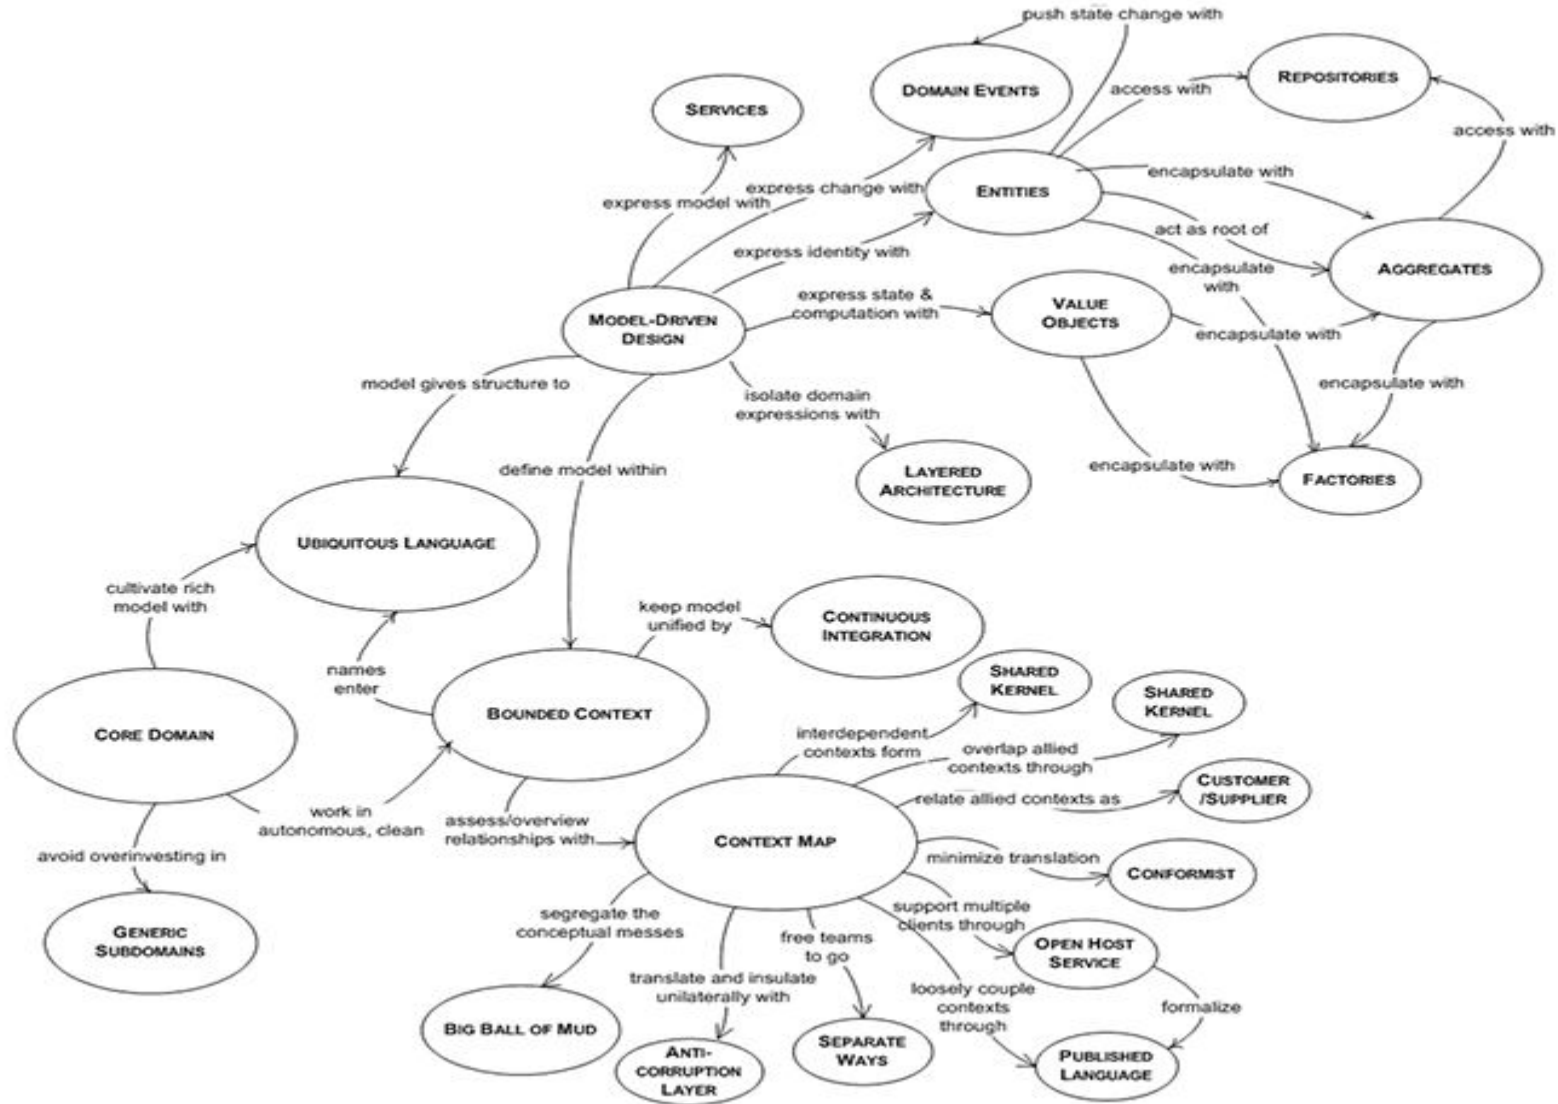 push state change with
DOMAIN EVENTS
REPOSITORIES
access with
SERVICES
access with
encapsulate with
ENTITIES
express change with
express model with
act as root of
express identity with
encapsulate
with
AGGREGATES
express state &
computation with
VALUE
OBJECTS
MODEL-DRIVEN
DESIGN
encapsulate with
model gives structure to
isolate domain
expressions with
encapsulate with
define model within
encapsulate with
LAYERED
ARCHITECTURE
FACTORIES
UBIQUITOUS LANGUAGE
cultivate rich
model with
keep model
unified by
CONTINUOUS
INTEGRATION
names
enter
SHARED
KERNEL
SHARED
KERNEL
BOUNDED CONTEXT
CORE DOMAIN
interdependent
contexts form
overlap allied
contexts through
CUSTOMER
/SUPPLIER
relate allied contexts as
work in
autonomous, clean
assess/overview
relationships with
CONTEXT MAP
avoid overinvesting in
minimize translation
CONFORMIST
segregate the
conceptual messes
support multiple
clients through
GENERIC
SUBDOMAINS
free teams
to go
OPEN HOST
SERVICE
translate and insulate
unilaterally with
loosely couple
contexts
through
formalize
BIG BALL OF MUD
SEPARATE
WAYS
ANTI-
CORRUPTION
LAYER
PUBLISHED
LANGUAGE